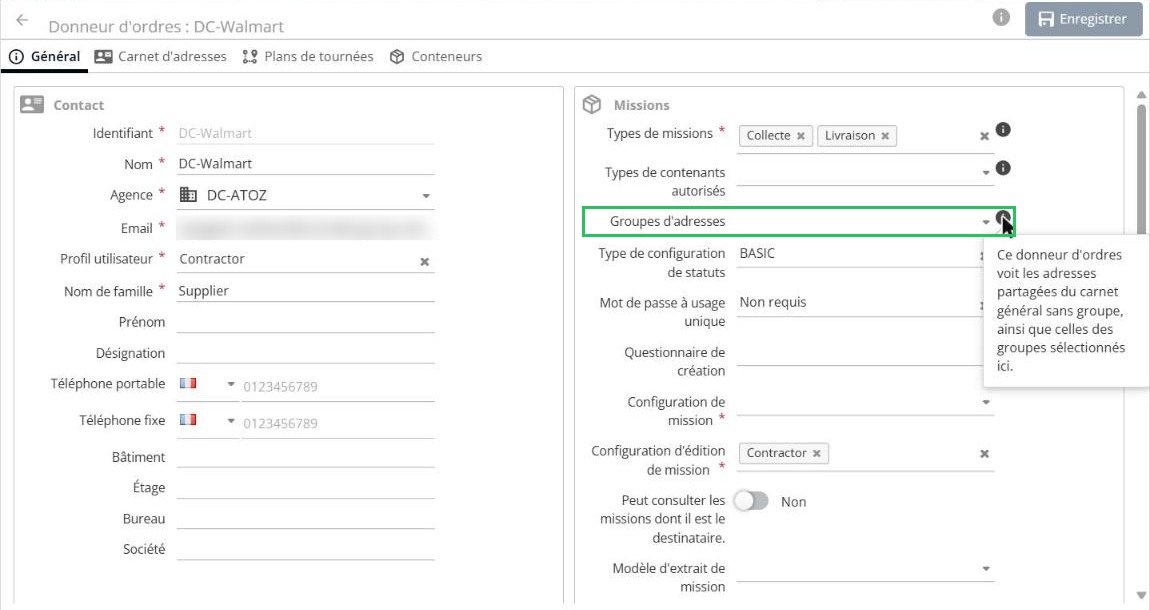 Donneur d'ordres : DC-Walmart
Enregistrer
Général
Carnet d'adresses
Plans de tournées
Conteneurs
Contact
Identifiant *
DC-Walmart
Nom *
DC-Walmart
Agence *
DC-ATOZ
Email *
Profil utilisateur *
Contractor
Nom de famille *
Supplier
Prénom
Désignation
Téléphone portable
0123456789
Téléphone fixe
0123456789
Bâtiment
Étage
Bureau
Société
Missions
Types de missions *
Collecte
Livraison
Types de contenants
autorisés
Groupes d'adresses
Ce donneur d'ordres
voit les adresses
partagées du carnet
général sans groupe,
ainsi que celles des
groupes sélectionnés
ici.
Type de configuration
de statuts
BASIC
Mot de passe à usage
unique
Non requis
Questionnaire de
création
Configuration de
mission *
Configuration d'édition
de mission *
Contractor
Peut consulter les
missions dont il est le
destinataire.
Non
Modèle d'extrait de
mission